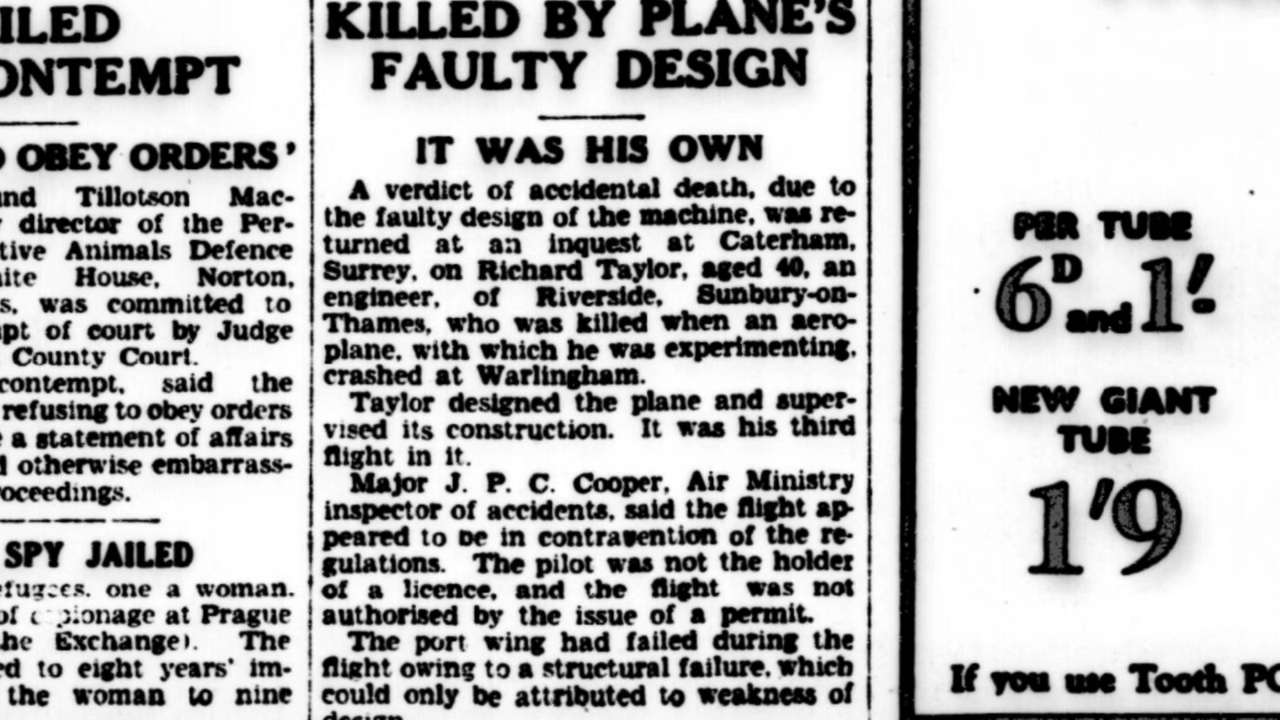 ILED
ONTEMPT
OBEY ORDERS'
and Tillotson Mac-
director of the Per-
tive Animals Defence
ite House, Norton,
s, was committed to
pt of court by Judge
County Court.
contempt, said the
refusing to obey orders
a statement of affairs
otherwise embarrass-
roceedings.
SPY JAILED
efugees, one a woman.
of espionage at Prague
he Exchange). The
ed to eight years' im-
the woman to nine
KILLED BY PLANE'S
FAULTY DESIGN
IT WAS HIS OWN
A verdict of accidental death, due to
the faulty design of the machine, was re-
turned at an inquest at Caterham,
Surrey, on Richard Taylor, aged 40, an
engineer, of Riverside, Sunbury-on-
Thames, who was killed when an aero-
plane, with which he was experimenting,
crashed at Warlingham.
Taylor designed the plane and super-
vised its construction. It was his third
flight in it.
Major J. P. C. Cooper, Air Ministry
inspector of accidents, said the flight ap-
peared to be in contravention of the re-
gulations. The pilot was not the holder
of a licence, and the flight was not
authorised by the issue of a permit.
The port wing had failed during the
flight owing to a structural failure, which
could only be attributed to weakness of
design.
PER TUBE
6D and 1/-
NEW GIANT
TUBE
1/9
If you use Tooth PO